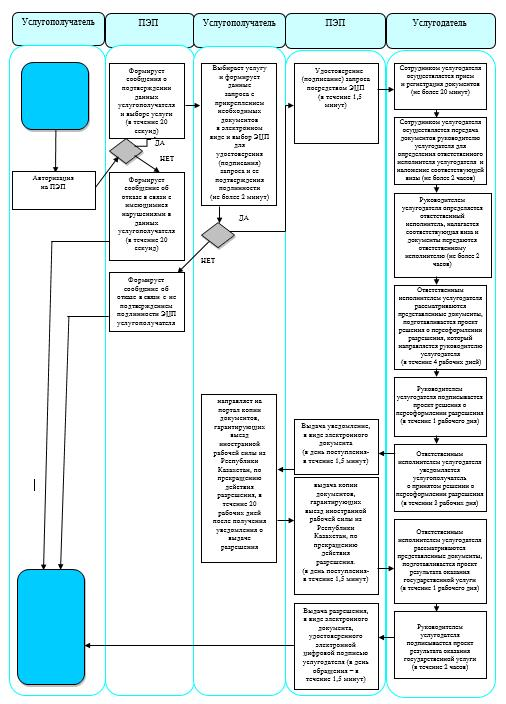 Услугополучатель
ПЭП
Услугополучатель
ПЭП
Услугодатель
Авторизация
на ПЭП
Формирует
сообщения о
подтверждении
данных
услугополучателя
и выборе услуги
(в течение 20
секунд)
ДА
НЕТ
Формирует
сообщение об
отказе в связи с
имеющимися
нарушениями в
данных
услугополучателя
(в течение 20
секунд)
Формирует
сообщение об
отказе в связи с не
подтверждением
подлинности ЭЦП
услугополучателя
Выбирает услугу
и формирует
данные
запроса с
прикреплением
необходимых
документов
в электронном
виде и выбор ЭЦП
для
удостоверения
(подписания)
запроса и ее
подтверждения
подлинности
(не более 2 минут)
ДА
НЕТ
направляет на
портал копии
документов,
гарантирующих
выезд
иностранной
рабочей силы из
Республики
Казахстан, по
прекращению
действия
разрешения, в
течение 20
рабочих дней
после получения
уведомления о
выдаче
разрешения
Удостоверение
(подписание) запроса
посредством ЭЦП
(в течение 1,5
минут)
Выдача уведомление,
в виде электронного
документа
(в день поступления-
в течение 1,5 минут)
выдача копии
документов,
гарантирующих
выезд иностранной
рабочей силы из
Республики
Казахстан, по
прекращению
действия
разрешения.
(в день поступления-
в течение 1,5 минут)
Выдача разрешения,
в виде электронного
документа,
удостоверенного
электронной
цифровой подписью
услугодателя (в день
обращения – в
течение 1,5 минут)
Сотрудником услугодателя
осуществляется прием
и регистрация документов
(не более 20 минут)
Сотрудником услугодателя
осуществляется передача
документов руководителю
услугодателя для
определения ответственного
исполнителя услугодателя и
наложение соответствующей
визы (не более 2 часов)
Руководителем
услугодателя определяется
ответственный
исполнитель, налагается
соответствующая виза и
документы передаются
ответственному
исполнителю (не более 2
часов)
Ответственным
исполнителем услугодателя
рассматриваются
представленные документы,
подготавливается проект
решения о переоформлении
разрешения, который
направляется руководителю
услугодателя
(в течение 4 рабочих дней)
Руководителем
услугодателя подписывается
проект решения о
переоформлении разрешения
(в течение 1 рабочего дня)
Ответственным
исполнителем услугодателя
уведомляется
услугополучатель
о принятом решении о
переоформлении разрешения
(в течении 3 рабочих дня)
Ответственным
исполнителем услугодателя
рассматриваются
представленные документы,
подготавливается проект
результата оказания
государственной услуги
(в течение 1 рабочего дня)
Руководителем
услугодателя
подписывается проект
результата оказания
государственной услуги
(в течение 2 часов)